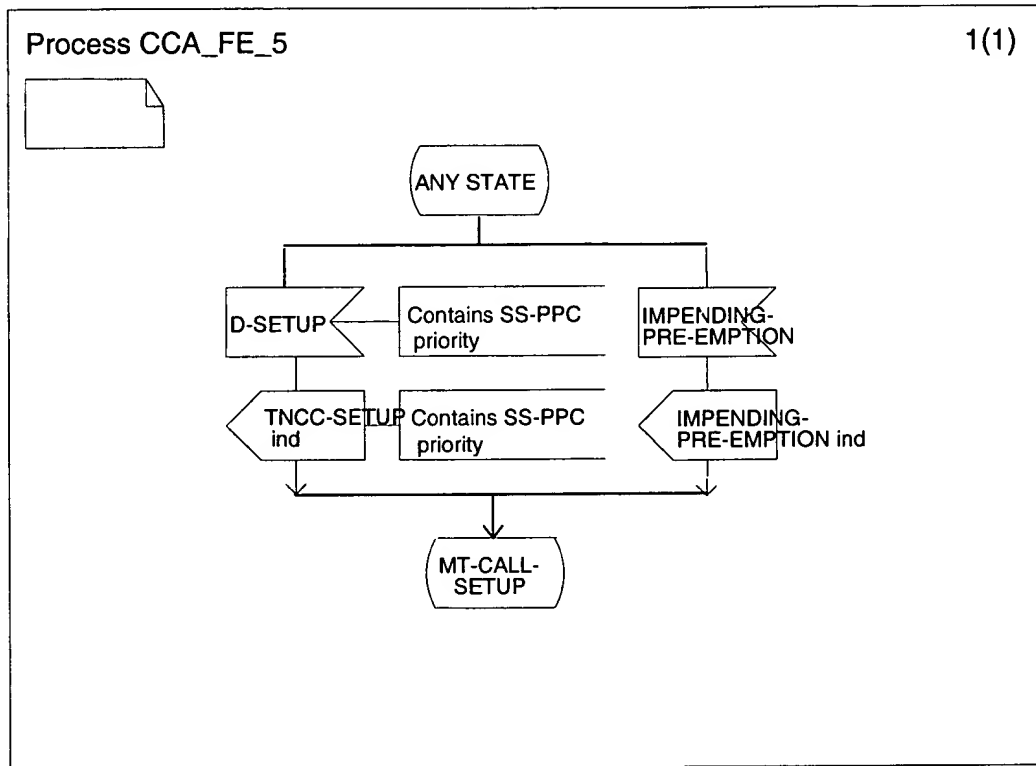 Process CCA_FE_5
1(1)
ANY STATE
D-SETUP
Contains SS-PPC
priority
IMPENDING-
PRE-EMPTION
TNCC-SETUP
ind
Contains SS-PPC
priority
IMPENDING-
PRE-EMPTION ind
MT-CALL-
SETUP